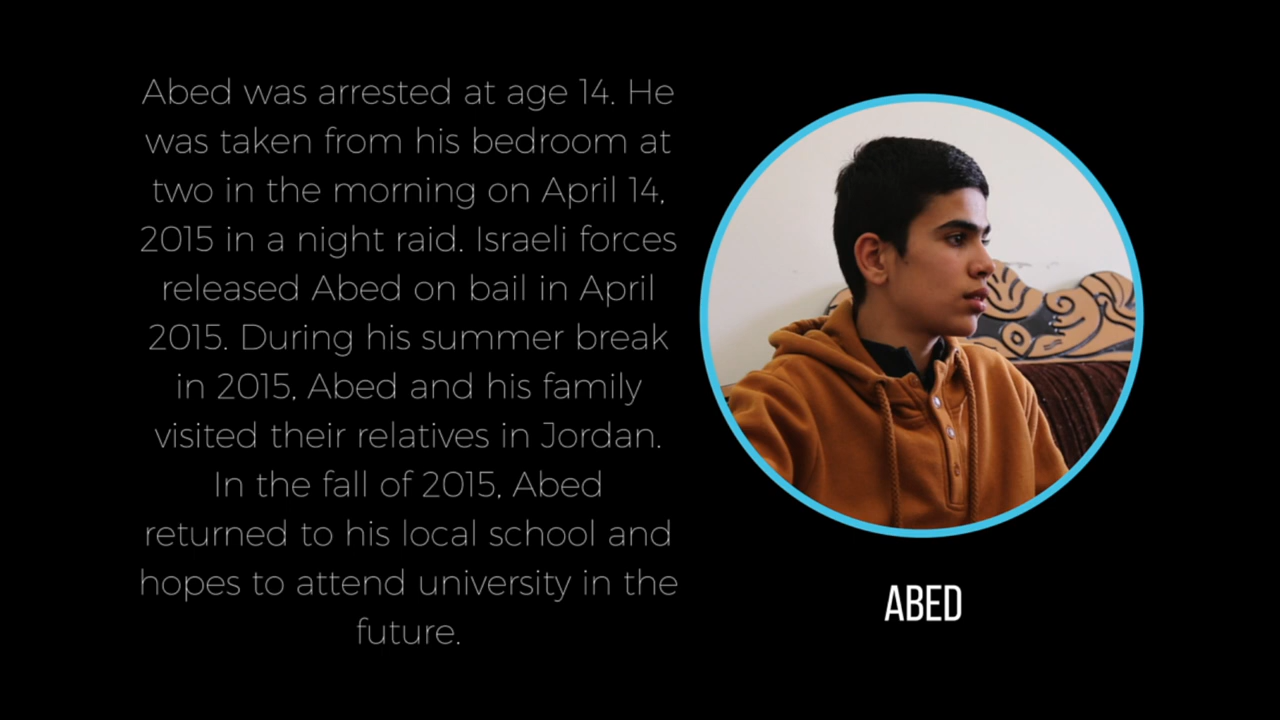 Abed was arrested at age 14. He
was taken from his bedroom at
two in the morning on April 14,
2015 in a night raid. Israeli forces
released Abed on bail in April
2015. During his summer break
in 2015, Abed and his family
visited their relatives in Jordan.
In the fall of 2015, Abed
returned to his local school and
hopes to attend university in the
future.
ABED